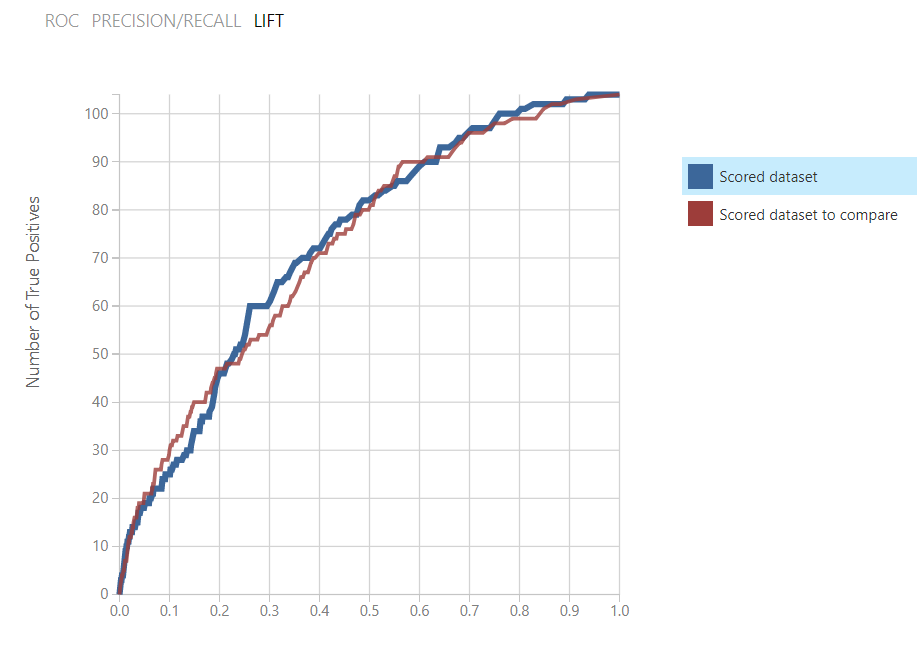 ROC PRECISION/RECALL LIFT
Number of True Positives
100
90
80
70
60
50
40
30
20
10
0
0.0 0.1 0.2 0.3 0.4 0.5 0.6 0.7 0.8 0.9 1.0
Scored dataset
Scored dataset to compare